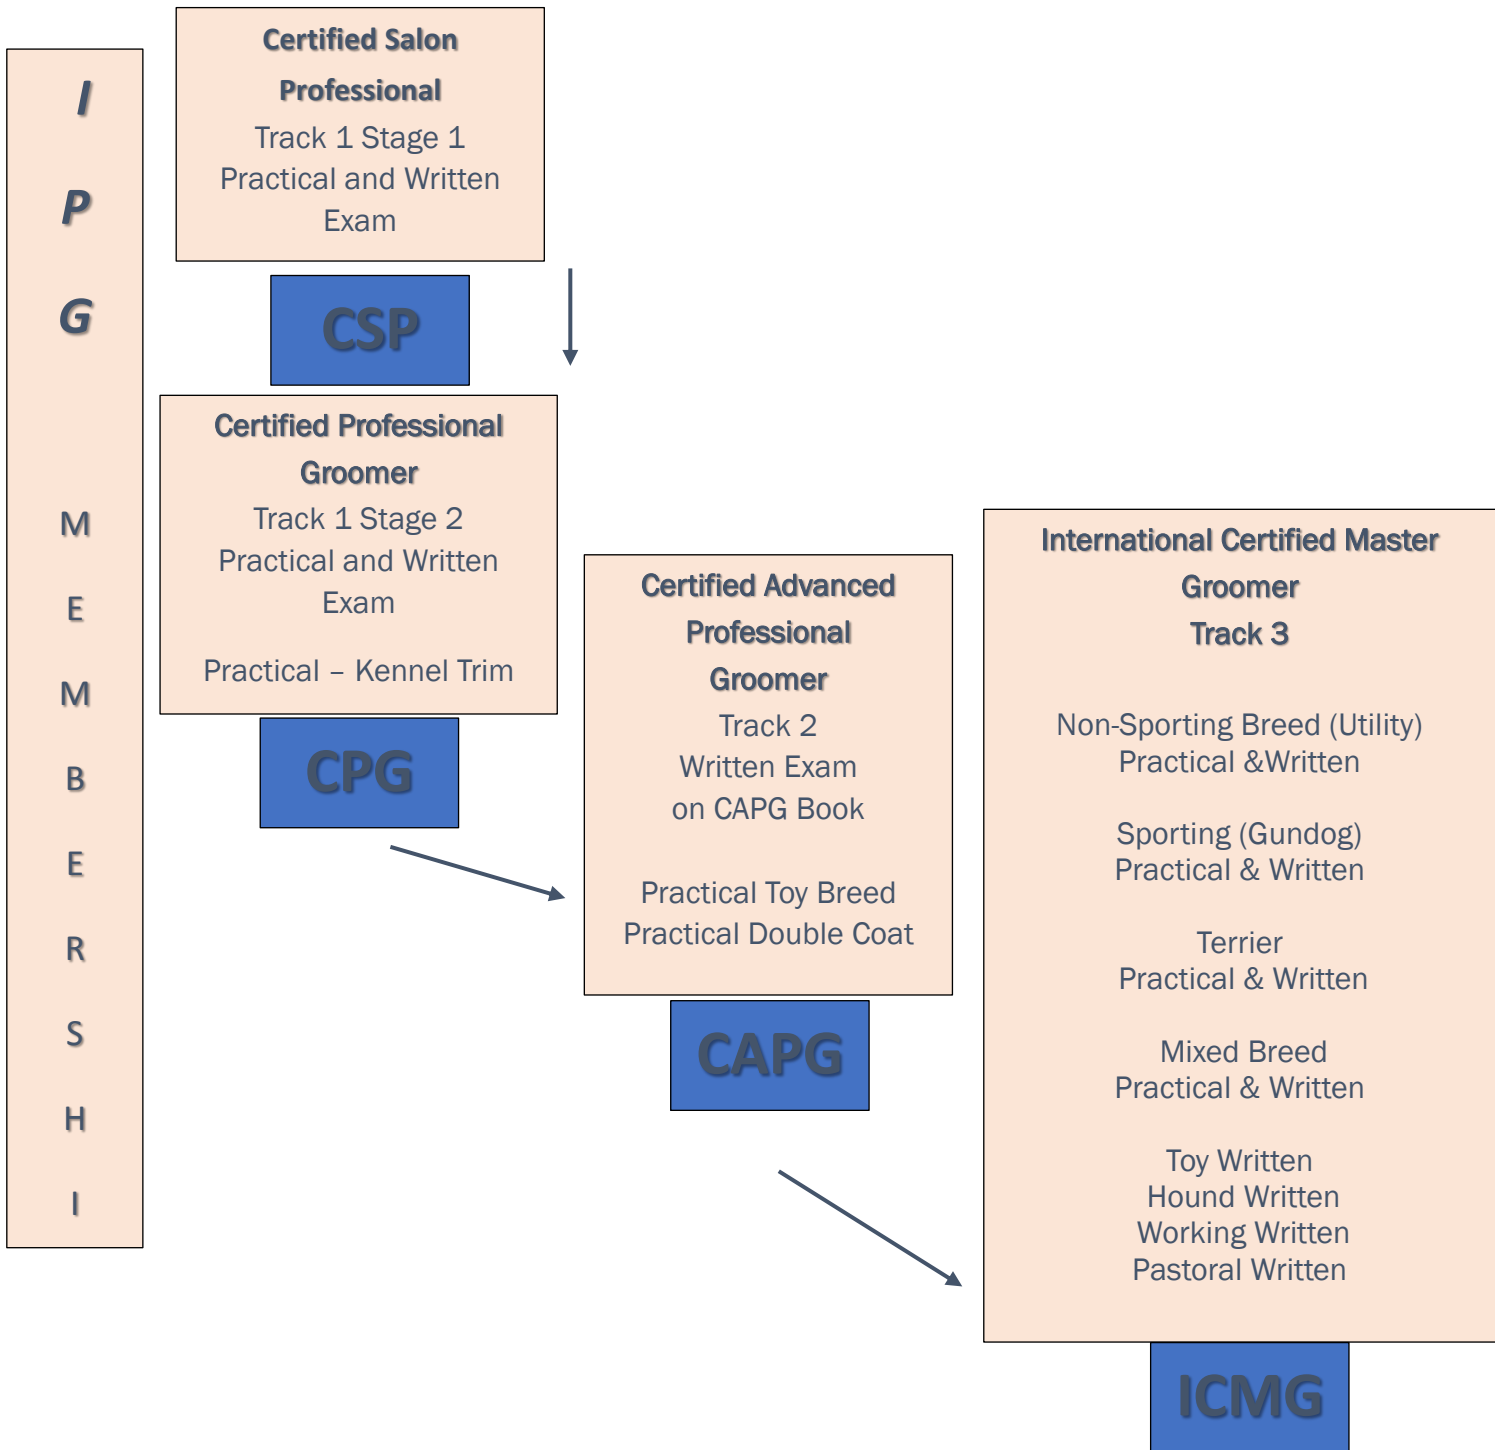 I
P
G
M
E
M
B
E
R
S
H
I
Certified Salon
Professional
Track 1 Stage 1
Practical and Written
Exam
CSP
Certified Professional
Groomer
Track 1 Stage 2
Practical and Written
Exam
Practical – Kennel Trim
CPG
Certified Advanced
Professional
Groomer
Track 2
Written Exam
on CAPG Book
Practical Toy Breed
Practical Double Coat
CAPG
International Certified Master
Groomer
Track 3
Non-Sporting Breed (Utility)
Practical &Written
Sporting (Gundog)
Practical & Written
Terrier
Practical & Written
Mixed Breed
Practical & Written
Toy Written
Hound Written
Working Written
Pastoral Written
ICMG